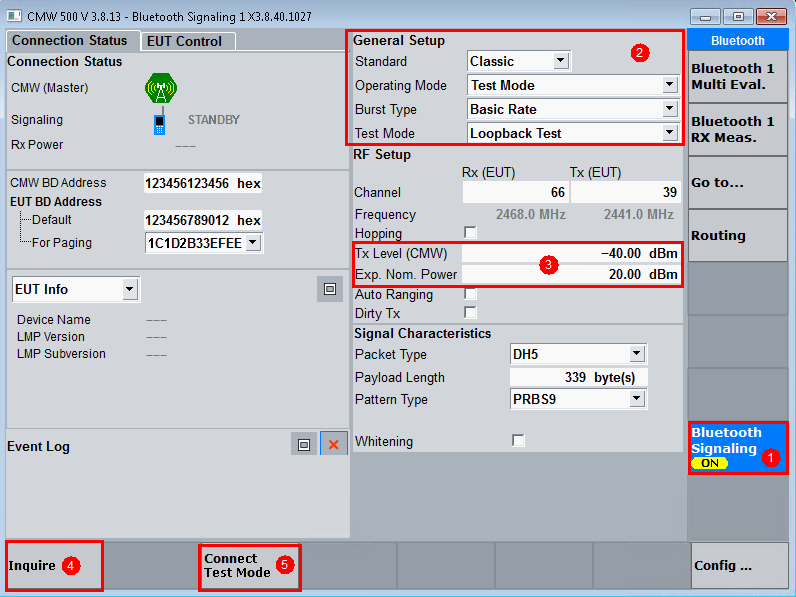 CMW 500 V 3.8.13 - Bluetooth Signaling 1 X3.8.40.1027
Connection Status
EUT Control
Connection Status
CMW (Master)
Signaling
STANDBY
Rx Power
---
CMW BD Address
123456123456 hex
EUT BD Address
Default
123456789012 hex
For Paging
1C1D2B33EFEE
EUT Info
Device Name
---
LMP Version
---
LMP Subversion
---
Event Log
General Setup
2
Standard
Classic
Operating Mode
Test Mode
Burst Type
Basic Rate
Test Mode
Loopback Test
RF Setup
Rx (EUT) Tx (EUT)
Channel
66 39
Frequency
2468.0 MHz 2441.0 MHz
Hopping
Tx Level (CMW)
-40.00 dBm
3
Exp. Nom. Power
20.00 dBm
Auto Ranging
Dirty Tx
Signal Characteristics
Packet Type
DH5
Payload Length
339 byte(s)
Pattern Type
PRBS9
Whitening
Bluetooth
Bluetooth 1
Multi Eval.
Bluetooth 1
RX Meas.
Go to...
Routing
Bluetooth
Signaling
ON
1
Inquire
4
Connect
Test Mode
5
Config ...